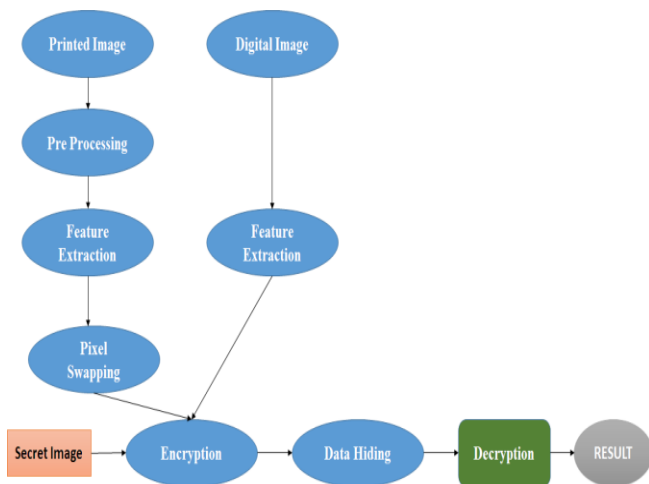 Printed Image
Digital Image
Pre Processing
Feature
Extraction
Feature
Extraction
Pixel
Swapping
Secret Image
Encryption
Data Hiding
Decryption
RESULT